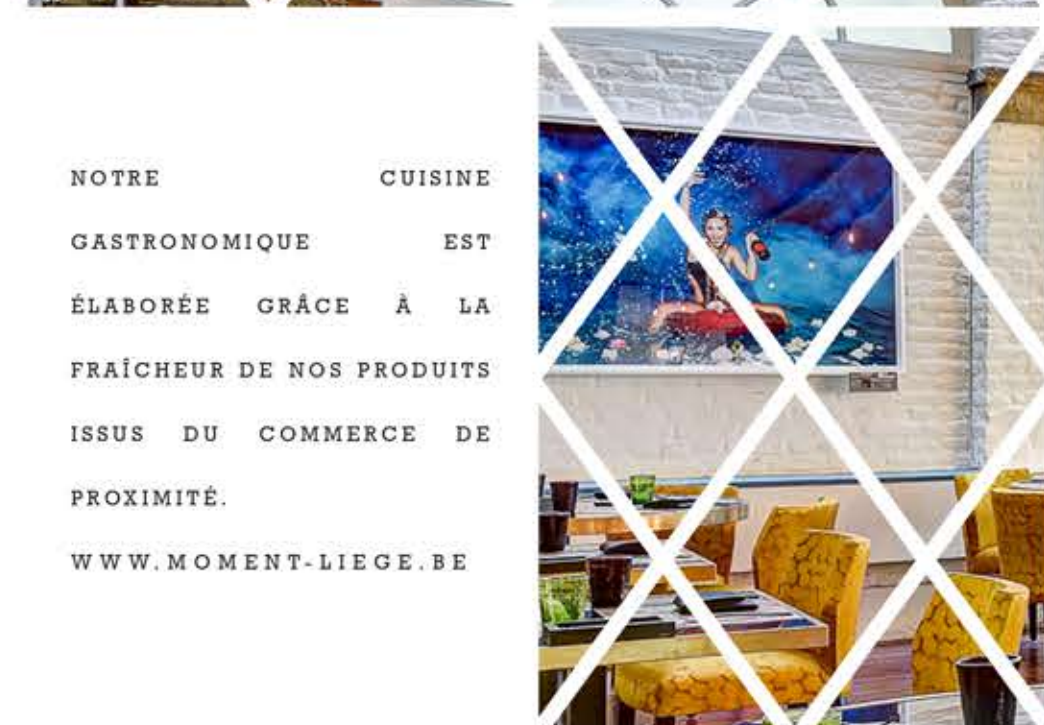 NOTRE CUISINE
GASTRONOMIQUE EST
ÉLABORÉE GRÂCE À LA
FRAÎCHEUR DE NOS PRODUITS
ISSUS DU COMMERCE DE
PROXIMITÉ.
WWW.MOMENT-LIEGE.BE